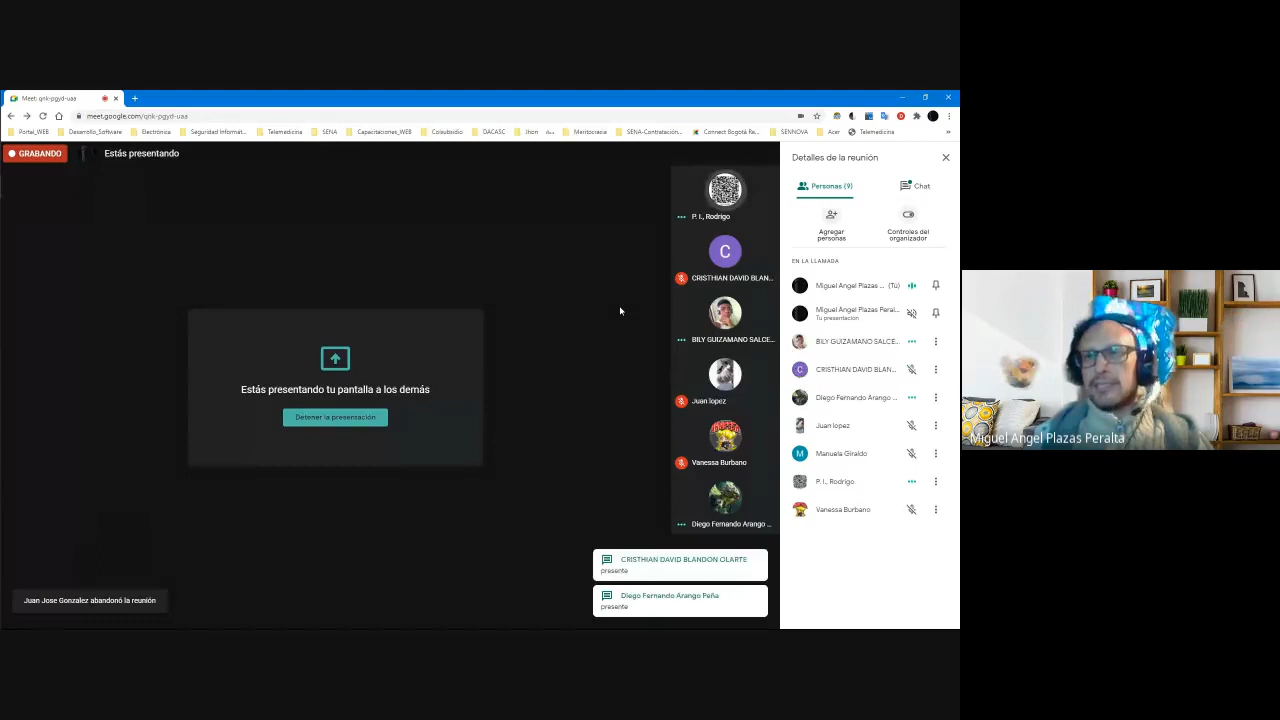 Meet: qnk-pgyd-uaa
meet.google.com/qnk-pgyd-uaa
Portal_WEB
Desarrollo_Software
Electrónica
Seguridad Informat...
Telemedicina
SENA
Capacitaciones_WEB
Colsubsidio
DACASC
Jhon
Meritocracia
SENA-Contratación...
Connect Bogotá Re...
SENNOVA
Acer
Telemedicina
»
GRABANDO
Estás presentando
Estás presentando tu pantalla a los demás
Detener la presentación
P. I., Rodrigo
C
CRISTHIAN DAVID BLAN...
BILY GUIZAMANO SALCE...
Juan lopez
Vanessa Burbano
Diego Fernando Arango ...
CRISTHIAN DAVID BLANDON OLARTE
presente
Diego Fernando Arango Peña
presente
Juan Jose Gonzalez abandonó la reunión
Detalles de la reunión
Personas (9)
Chat
Agregar
personas
Controles del
organizador
EN LA LLAMADA
Miguel Angel Plazas ... (Tú)
Miguel Angel Plazas Peral...
Tu presentación
BILY GUIZAMANO SALCE...
C
CRISTHIAN DAVID BLAN...
Diego Fernando Arango ...
Juan lopez
M
Manuela Giraldo
P. I., Rodrigo
Vanessa Burbano
Miguel Angel Plazas Peralta